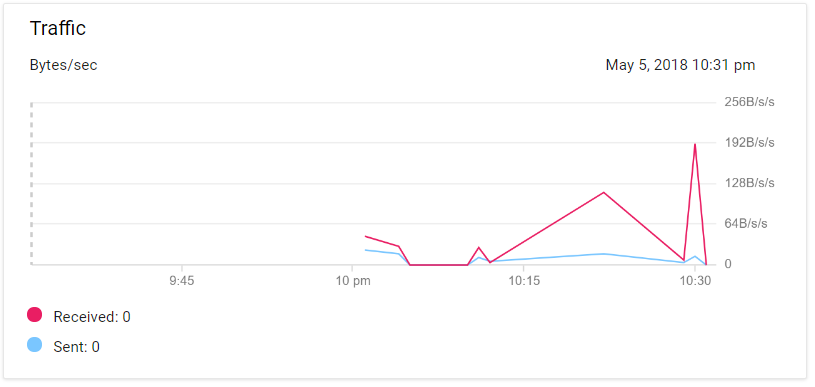 Traffic
Bytes/sec
May 5, 2018 10:31 pm
256B/s/s
192B/s/s
128B/s/s
64B/s/s
0
9:45
10 pm
10:15
10:30
Received: 0
Sent: 0